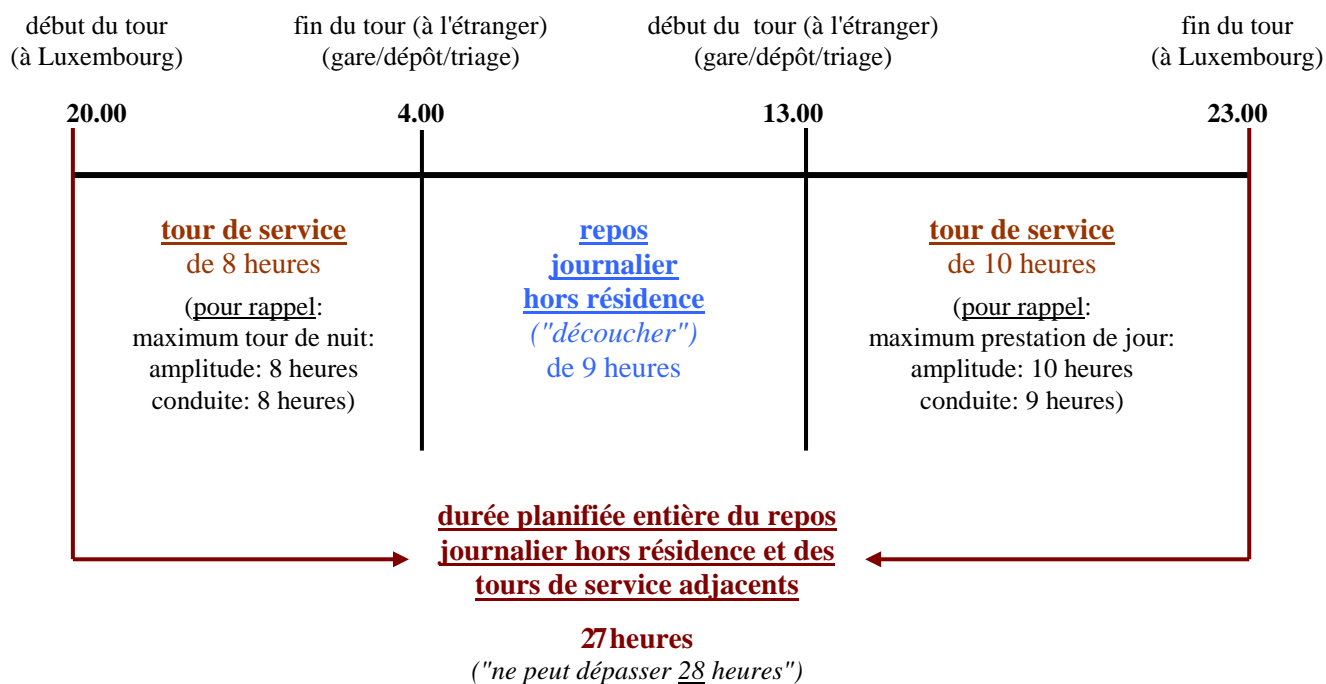 début du tour
(à Luxembourg)
fin du tour (à l'étranger)
(gare/dépôt/triage)
début du tour (à l'étranger)
(gare/dépôt/triage)
fin du tour
(à Luxembourg)
20.00
4.00
13.00
23.00
tour de service
de 8 heures
(pour rappel:
maximum tour de nuit:
amplitude: 8 heures
conduite: 8 heures)
repos
journalier
hors résidence
("découcher")
de 9 heures
tour de service
de 10 heures
(pour rappel:
maximum prestation de jour:
amplitude: 10 heures
conduite: 9 heures)
durée planifiée entière du repos
journalier hors résidence et des
tours de service adjacents
27 heures
("ne peut dépasser 28 heures")